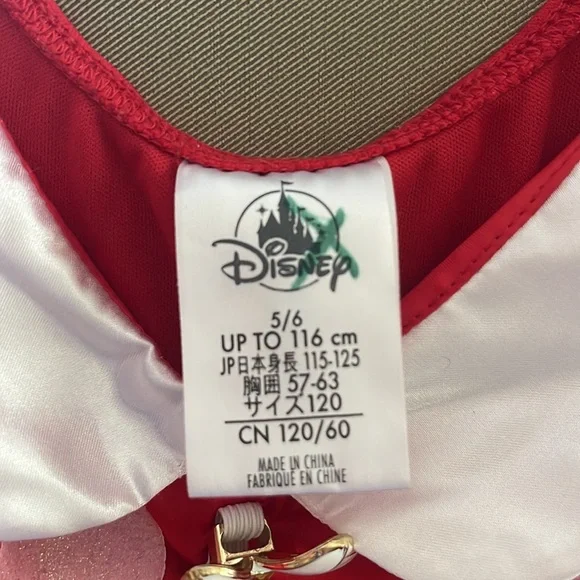 Disney
5/6
UP TO 116 cm
JP日本身長 115-125
胸囲 57-63
サイズ120
CN 120/60
MADE IN CHINA
FABRIQUÉ EN CHINE